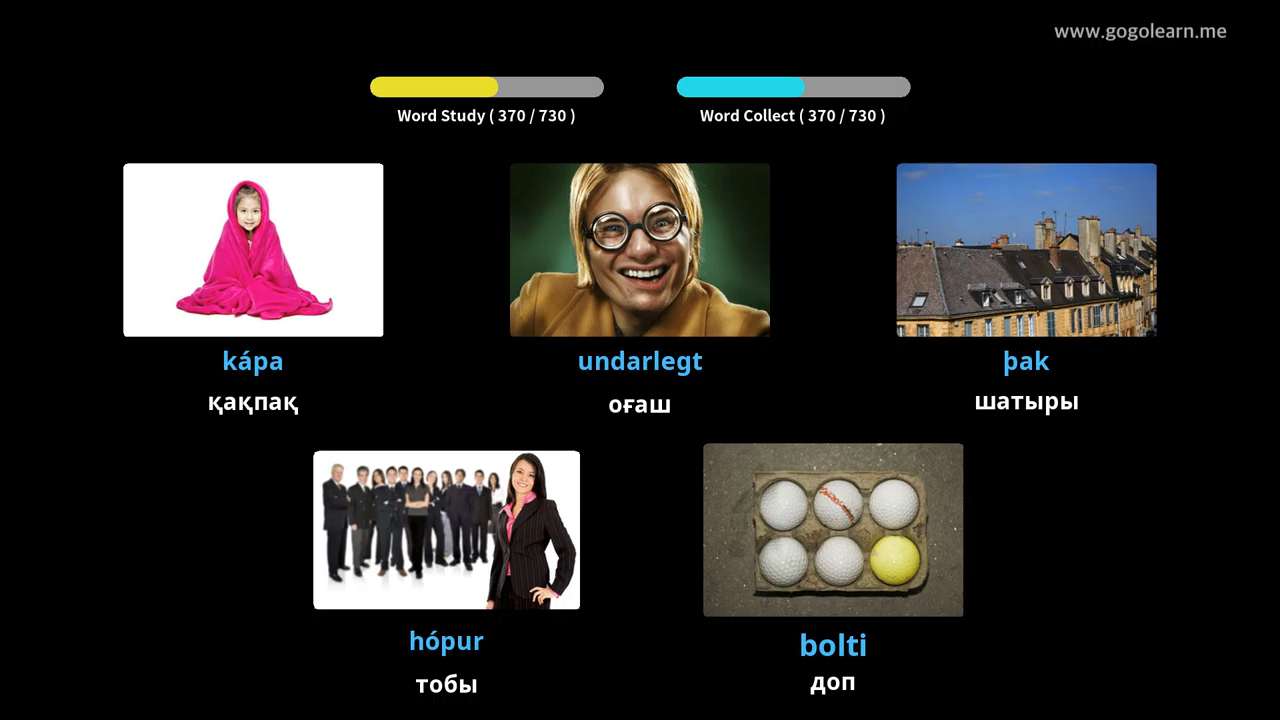 www.gogolearn.me
Word Study ( 370 / 730 )
Word Collect ( 370 / 730 )
kápa
қақпақ
undarlegt
оғаш
þak
шатыры
hópur
тобы
bolti
доп